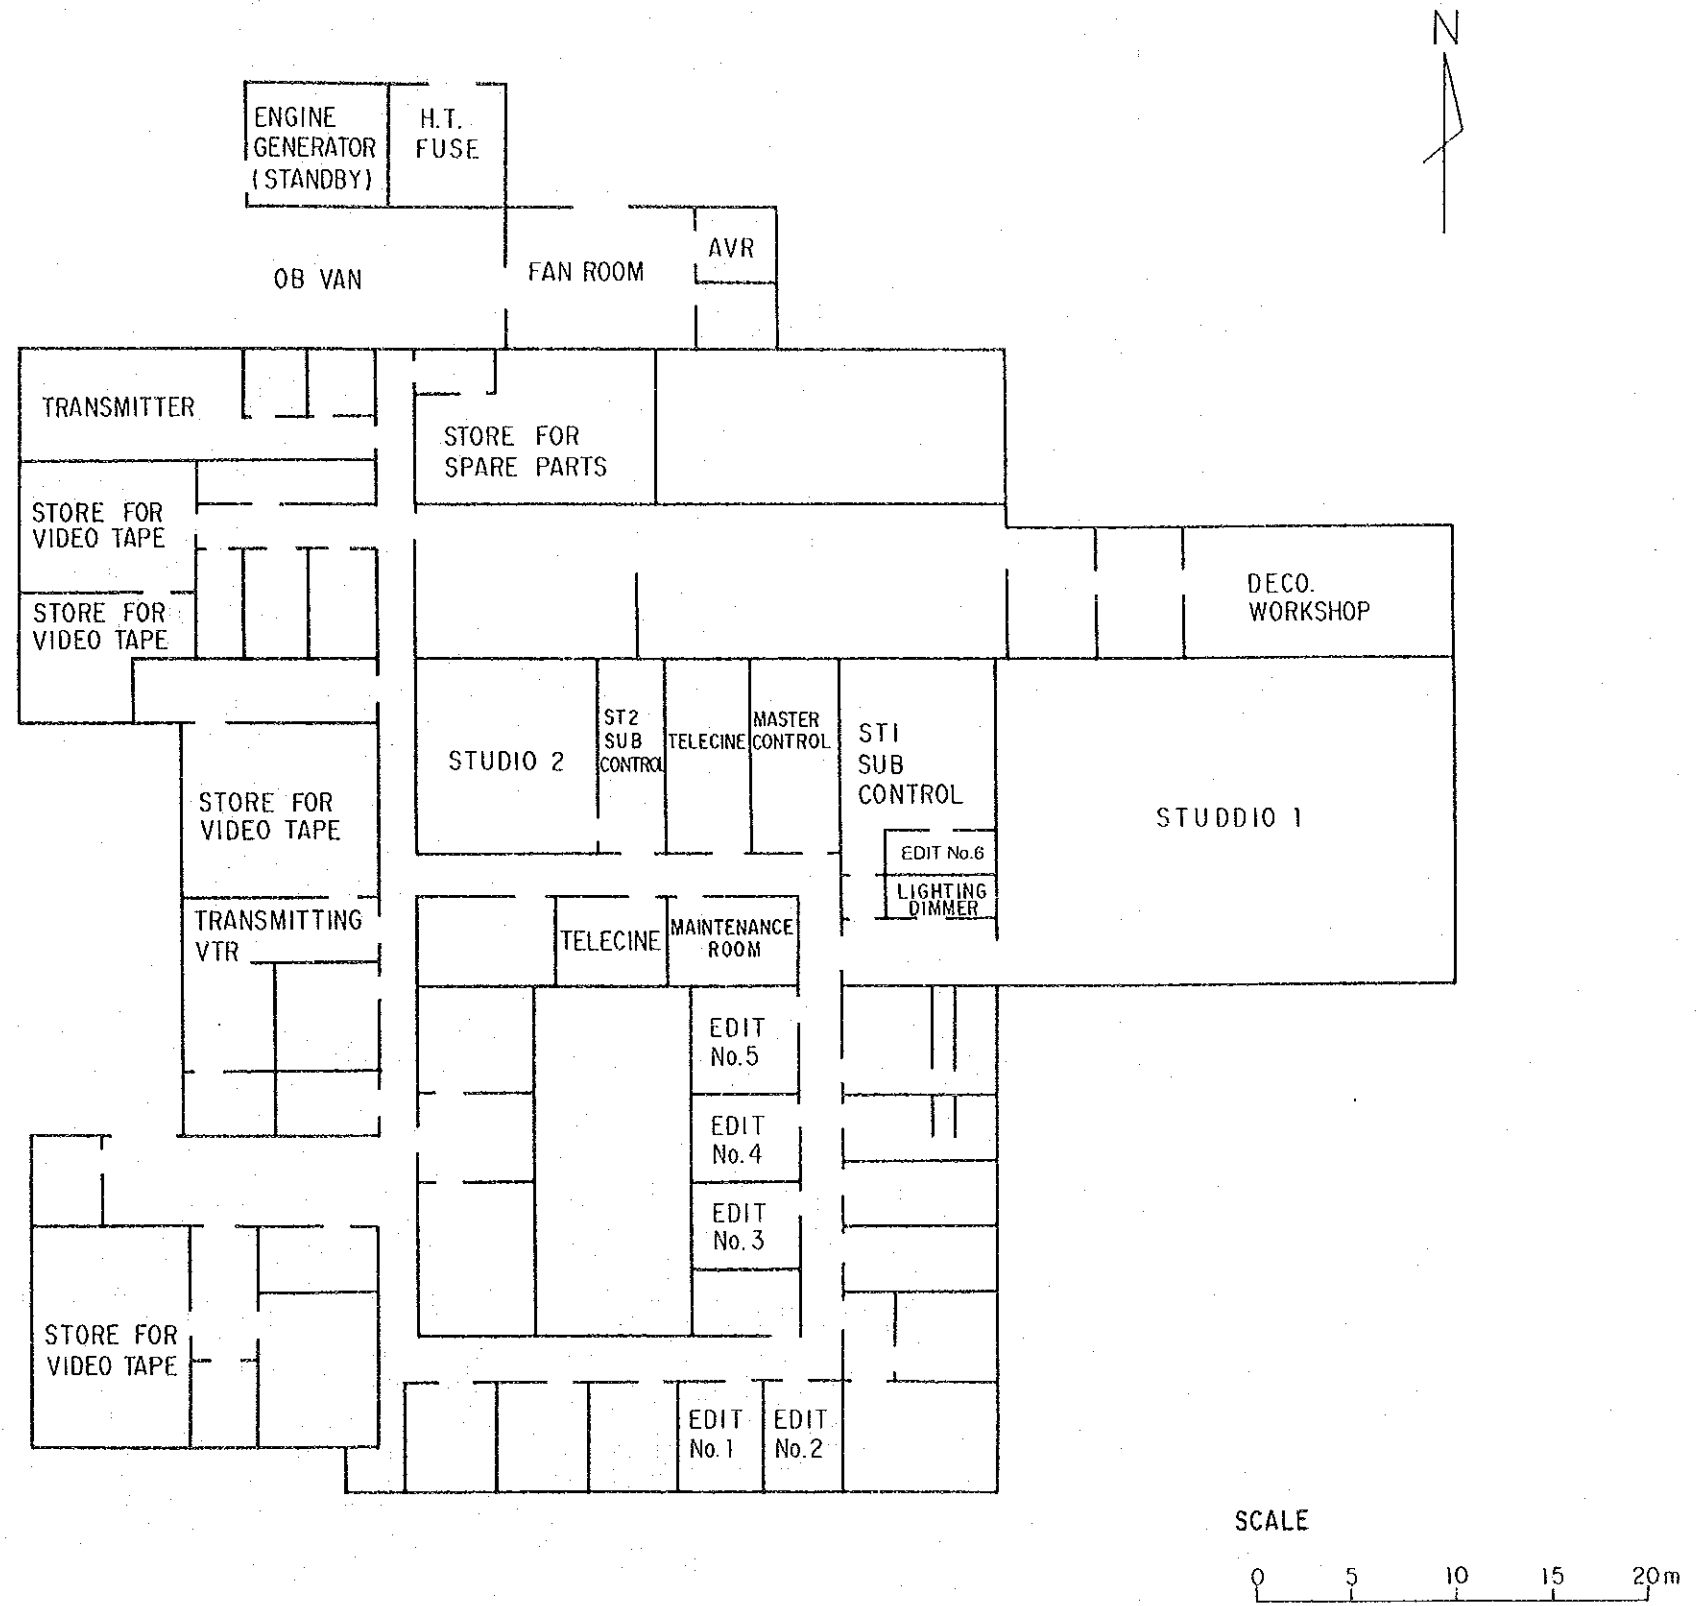 N
ENGINE
GENERATOR
(STANDBY)
H.T.
FUSE
AVR
OB VAN
FAN ROOM
TRANSMITTER
STORE FOR
SPARE PARTS
STORE FOR
VIDEO TAPE
STORE FOR
VIDEO TAPE
DECO.
WORKSHOP
STUDIO 2
ST2
SUB
CONTROL
TELECINE
MASTER
CONTROL
ST1
SUB
CONTROL
STUDDIO 1
STORE FOR
VIDEO TAPE
EDIT No.6
LIGHTING
DIMMER
TRANSMITTING
VTR
TELECINE
MAINTENANCE
ROOM
EDIT
No.5
EDIT
No.4
EDIT
No.3
STORE FOR
VIDEO TAPE
EDIT
No.1
EDIT
No.2
SCALE
0 5 10 15 20m